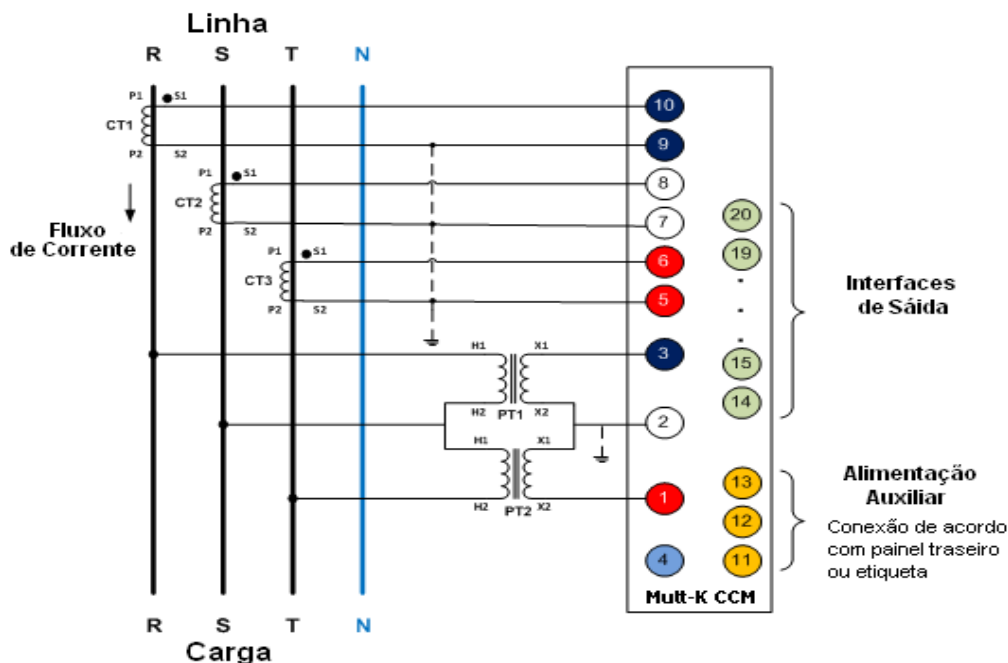 Linha
R S T N
P1 S1
CT1
P2 S2
10
9
P1 S1
CT2
P2 S2
8
7
Fluxo
de Corrente
P1 S1
CT3
P2 S2
6
5
20
19
Interfaces
de Sáida
H1 X1
3
15
H2 X2
PT1
14
2
H1 X1
H2 X2
PT2
1
13
12
Alimentação
Auxiliar
Conexão de acordo
com painel traseiro
ou etiqueta
4
11
Mutt-K CCM
R S T N
Carga